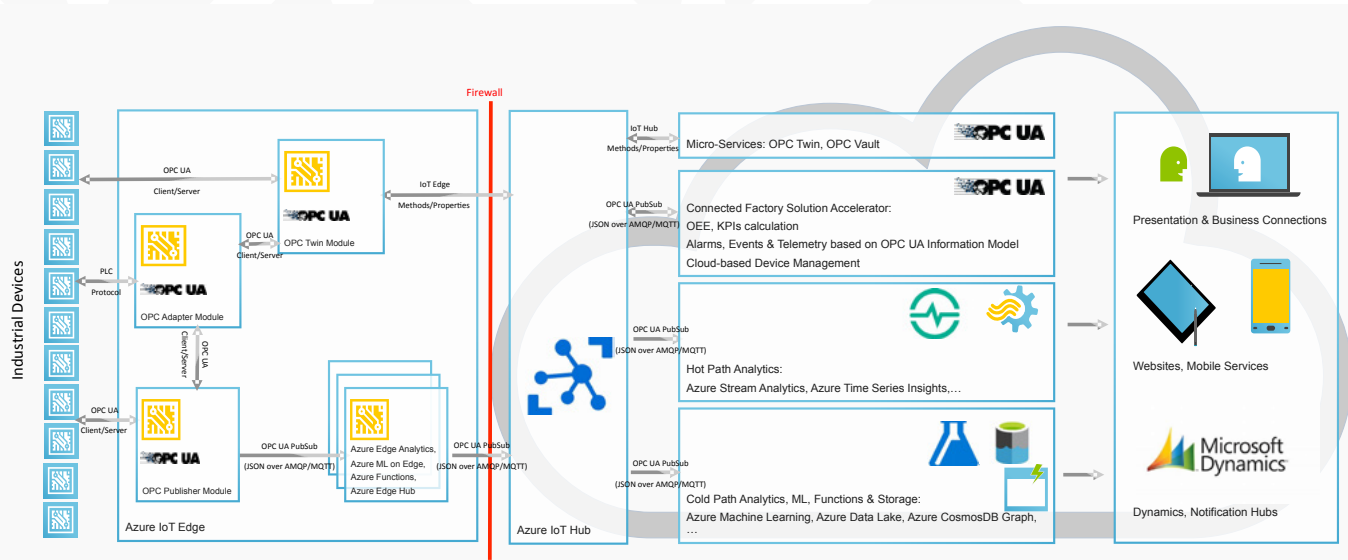 Firewall
Industrial Devices
OPC UA
Client/Server
OPC UA
OPC Twin Module
IoT Edge
Methods/Properties
OPC UA
Client/Server
PLC
Protocol
OPC UA
OPC Adapter Module
OPC UA
Client/Server
OPC UA
Client/Server
OPC UA
OPC Publisher Module
OPC UA PubSub
(JSON over AMQP/MQTT)
Azure Edge Analytics,
Azure ML on Edge,
Azure Functions,
Azure Edge Hub
OPC UA PubSub
(JSON over AMQP/MQTT)
Azure IoT Edge
Azure IoT Hub
IoT Hub
Methods/Properties
OPC UA
Micro-Services: OPC Twin, OPC Vault
OPC UA PubSub
(JSON over AMQP/MQTT)
OPC UA
Connected Factory Solution Accelerator:
OEE, KPIs calculation
Alarms, Events & Telemetry based on OPC UA Information Model
Cloud-based Device Management
OPC UA PubSub
(JSON over AMQP/MQTT)
Hot Path Analytics:
Azure Stream Analytics, Azure Time Series Insights,…
OPC UA PubSub
(JSON over AMQP/MQTT)
Cold Path Analytics, ML, Functions & Storage:
Azure Machine Learning, Azure Data Lake, Azure CosmosDB Graph,
…
Presentation & Business Connections
Websites, Mobile Services
Microsoft
Dynamics
Dynamics, Notification Hubs